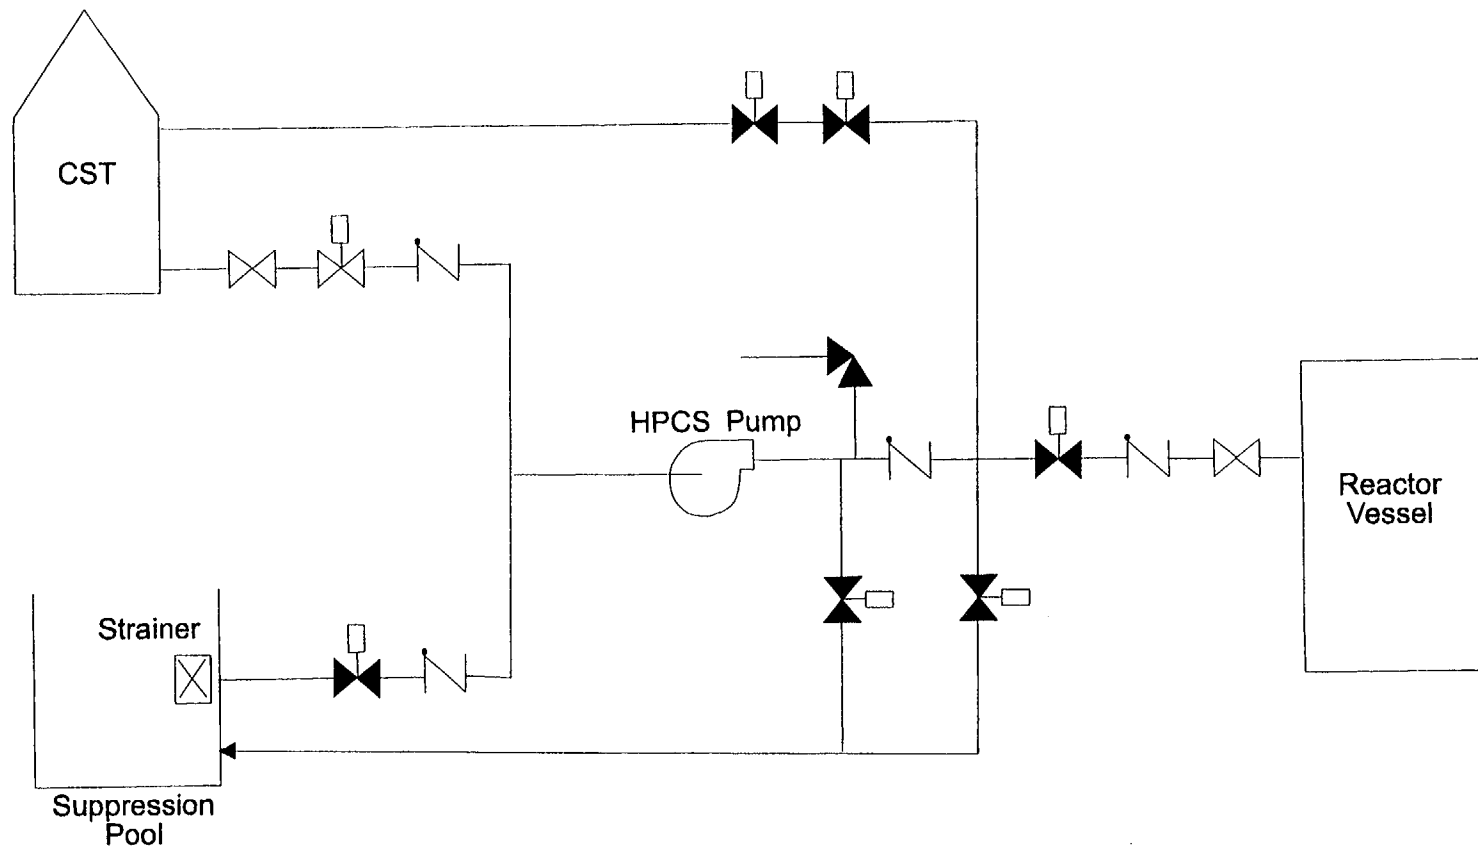 CST
HPCS Pump
Reactor
Vessel
Strainer
Suppression
Pool